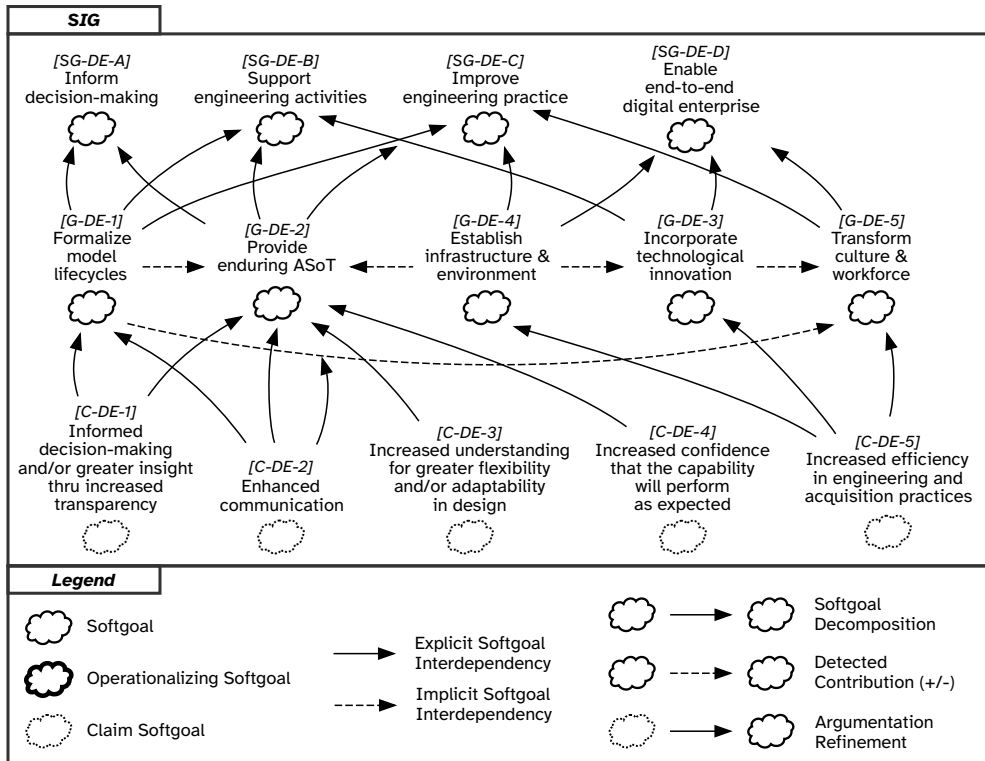 SIG
[SG-DE-A]
Inform
decision-making
[SG-DE-B]
Support
engineering activities
[SG-DE-C]
Improve
engineering practice
[SG-DE-D]
Enable
end-to-end
digital enterprise
[G-DE-1]
Formalize
model
lifecycles
[G-DE-2]
Provide
enduring ASoT
[G-DE-4]
Establish
infrastructure &
environment
[G-DE-3]
Incorporate
technological
innovation
[G-DE-5]
Transform
culture &
workforce
[C-DE-1]
Informed
decision-making
and/or greater insight
thru increased
transparency
[C-DE-2]
Enhanced
communication
[C-DE-3]
Increased understanding
for greater flexibility
and/or adaptability
in design
[C-DE-4]
Increased confidence
that the capability
will perform
as expected
[C-DE-5]
Increased efficiency
in engineering and
acquisition practices
Legend
Softgoal
Operationalizing Softgoal
Claim Softgoal
Explicit Softgoal
Interdependency
Implicit Softgoal
Interdependency
Softgoal
Decomposition
Detected
Contribution (+/-)
Argumentation
Refinement